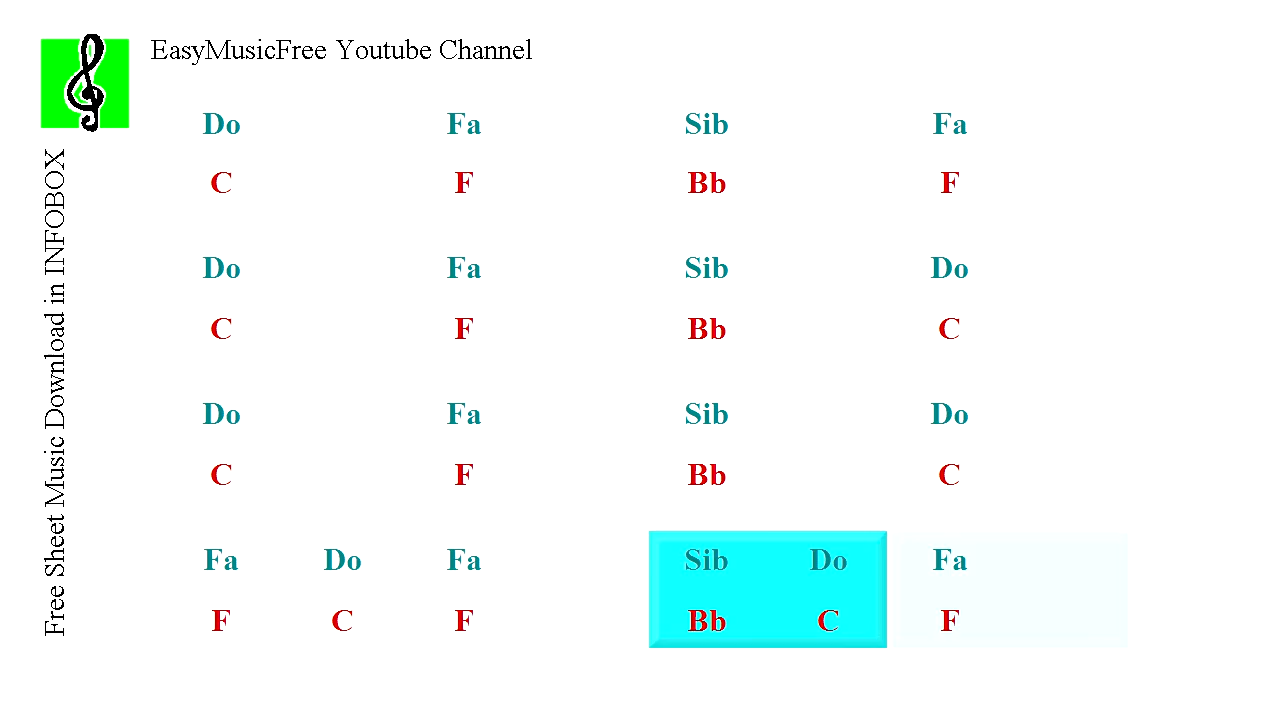 EasyMusicFree Youtube Channel
Free Sheet Music Download in INFOBOX
Do Fa Sib Fa
C F Bb F
Do Fa Sib Do
C F Bb C
Do Fa Sib Do
C F Bb C
Fa Do Fa Sib Do Fa
F C F Bb C F